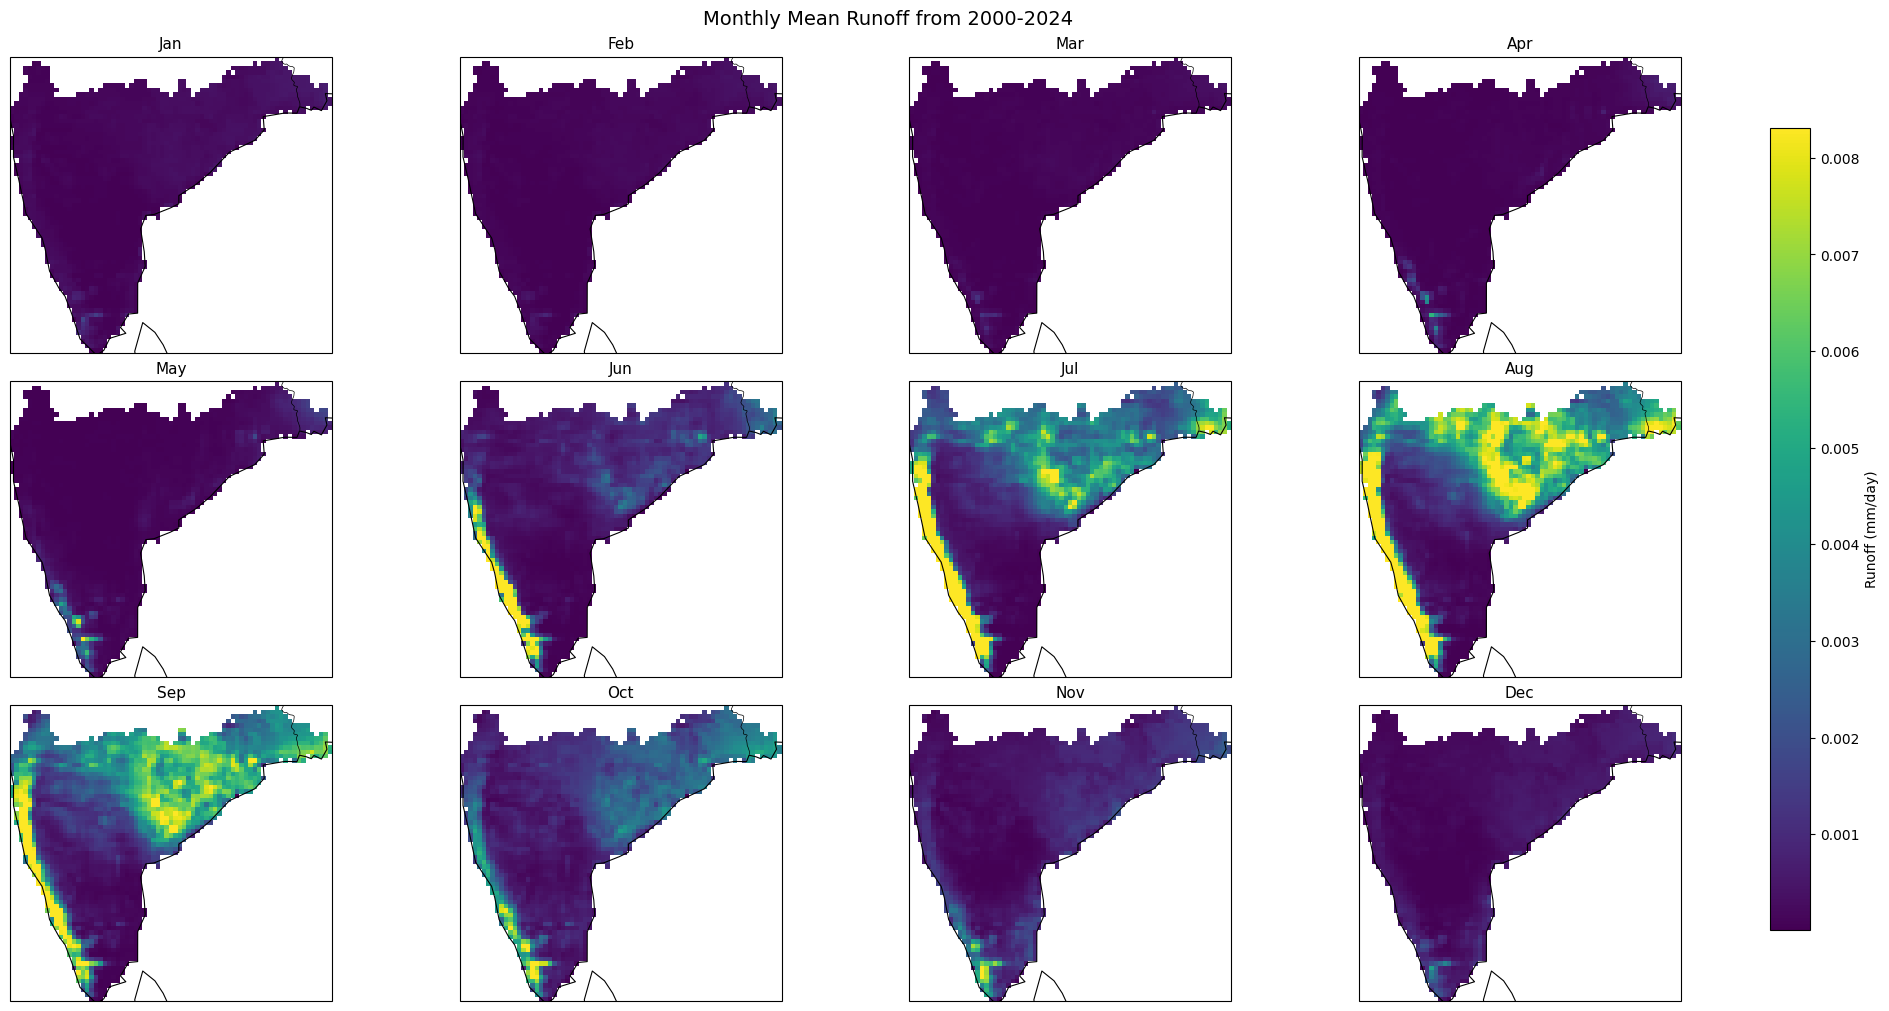 Monthly Mean Runoff from 2000-2024
Jan
Feb
Mar
Apr
May
Jun
Jul
Aug
Sep
Oct
Nov
Dec
0.008
0.007
0.006
0.005
0.004
0.003
0.002
0.001
Runoff (mm/day)